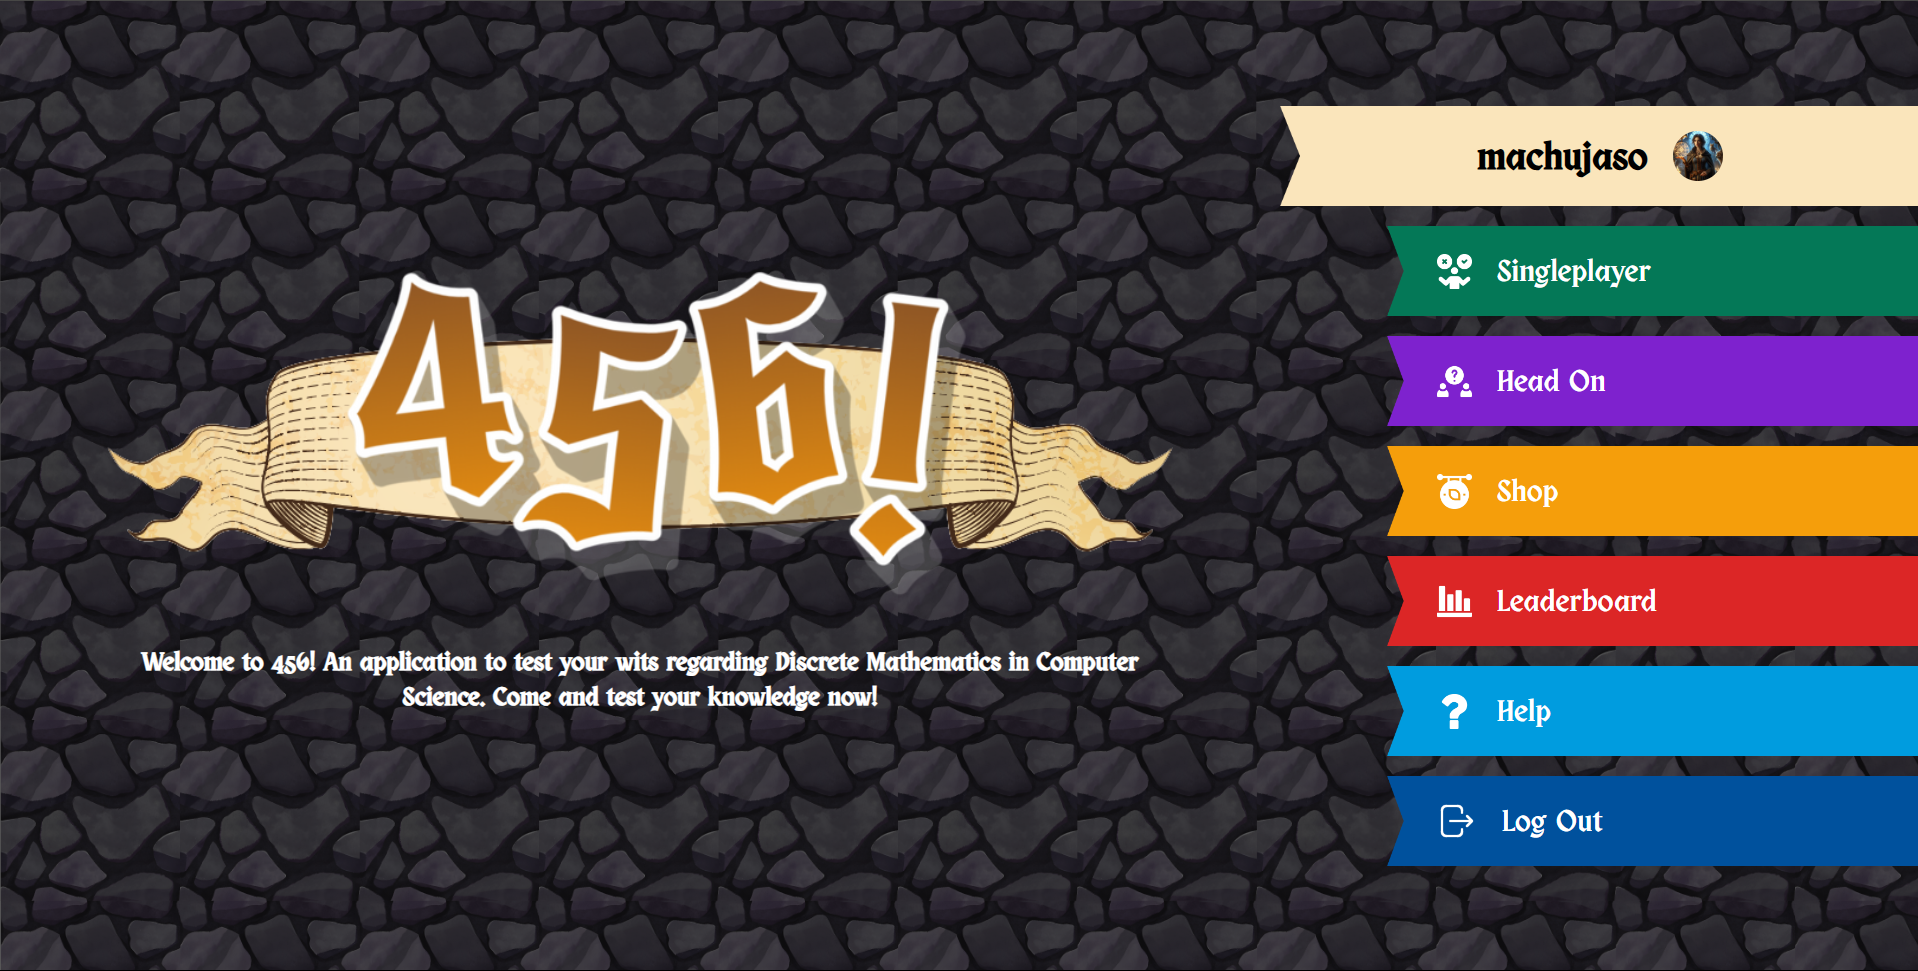 456!
Welcome to 456! An application to test your wits regarding Discrete Mathematics in Computer
Science. Come and test your knowledge now!
machujaso
Singleplayer
Head On
Shop
Leaderboard
Help
Log Out